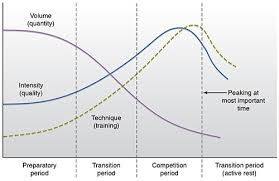 Volume
(quantity)
Intensity
(quality)
Technique
(training)
Peaking at
most important
time
Preparatory
period
Transition
period
Competition
period
Transition period
(active rest)